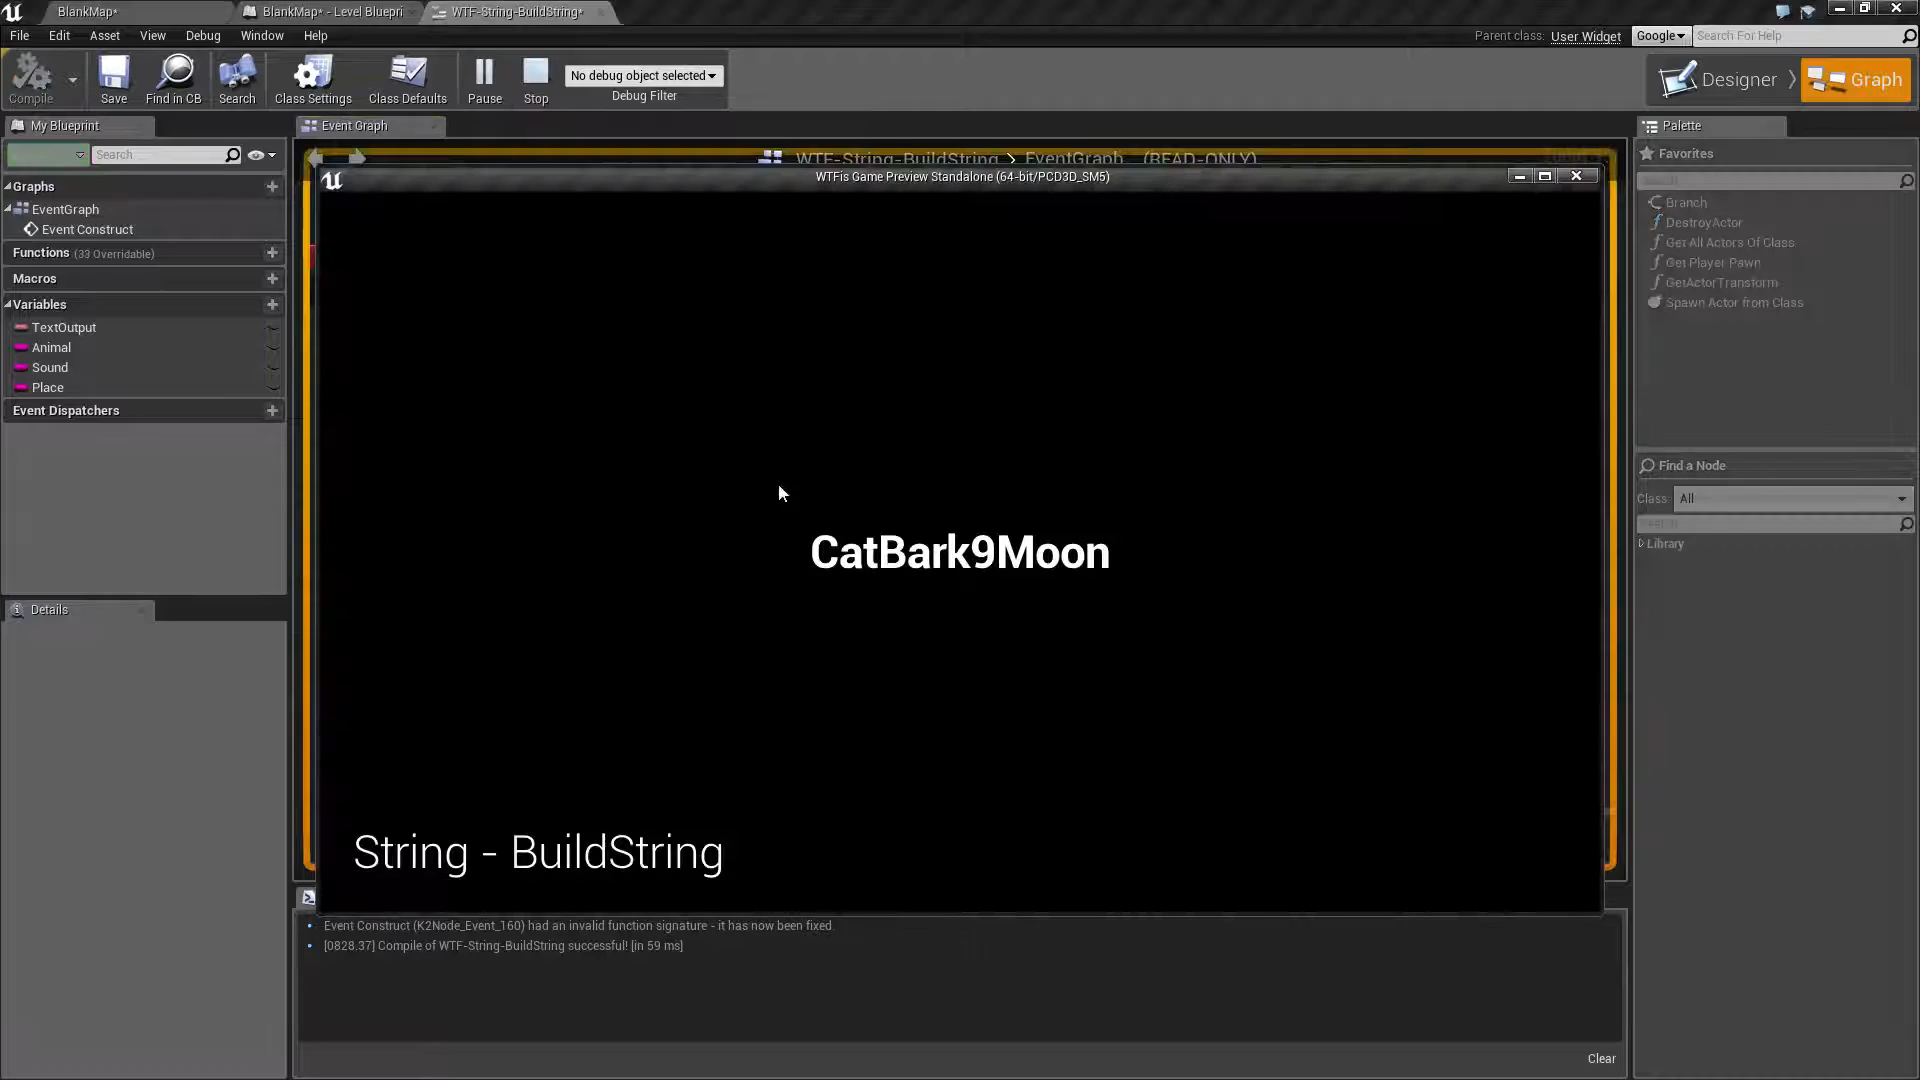 BlankMap*
BlankMap* - Level Bluepri
WTF-String-BuildString*
File Edit Asset View Debug Window Help
Parent class: User Widget
Google
Search For Help
Compile
Save
Find in CB
Search
Class Settings
Class Defaults
Pause
Stop
No debug object selected
Debug Filter
Designer
Graph
My Blueprint
Search
Graphs
EventGraph
Event Construct
Functions (33 Overridable)
Macros
Variables
TextOutput
Animal
Sound
Place
Event Dispatchers
Details
Event Graph
WTF-String-BuildString > EventGraph (READ-ONLY)
WTFis Game Preview Standalone (64-bit/PCD3D_SM5)
CatBark9Moon
String - BuildString
Event Construct (K2Node_Event_160) had an invalid function signature - it has now been fixed.
[0828.37] Compile of WTF-String-BuildString successful! [in 59 ms]
Clear
Palette
Favorites
Search
Branch
DestroyActor
Get All Actors Of Class
Get Player Pawn
GetActorTransform
Spawn Actor from Class
Find a Node
Class: All
Search
Library